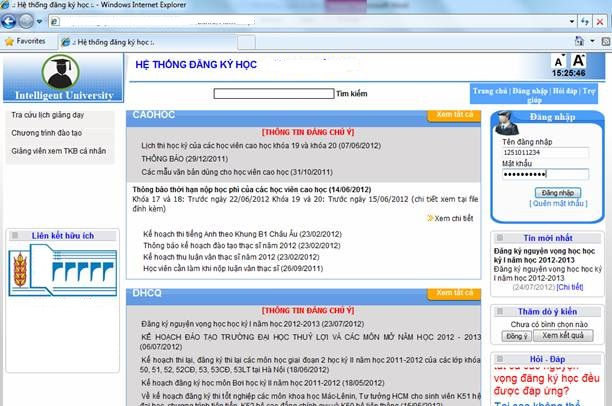 .: Hệ thống đăng ký học :. - Windows Internet Explorer
Favorites
.: Hệ thống đăng ký học :.
Intelligent University
HỆ THỐNG ĐĂNG KÝ HỌC
A A
15:25:46
Tìm kiếm
Trang chủ | Đăng nhập | Hỏi đáp | Trợ
giúp
Tra cứu lịch giảng dạy
Chương trình đào tạo
Giảng viên xem TKB cá nhân
Liên kết hữu ích
CAOHOC
Xem tất cả
[THÔNG TIN ĐÁNG CHÚ Ý]
Lịch thi học kỳ của các học viên cao học khóa 19 và khóa 20 (07/06/2012)
THÔNG BÁO (29/12/2011)
Các mẫu văn bản dùng cho học viên cao học (31/10/2011)
Thông báo thời hạn nộp học phí của các học viên cao học (14/06/2012)
Khóa 17 và 18: Trước ngày 22/06/2012 Khóa 19 và 20: Trước ngày 15/06/2012 (chi tiết xem tại file
đính kèm)
Xem chi tiết
Kế hoạch thi tiếng Anh theo Khung B1 Châu Âu (23/02/2012)
Thông báo kế hoạch đào tạo thạc sĩ năm 2012 (23/02/2012)
Kế hoạch thu luận văn thạc sĩ năm 2012 (23/02/2012)
Học viên cần làm khi nộp luận văn thạc sĩ (26/09/2011)
DHCQ
Xem tất cả
[THÔNG TIN ĐÁNG CHÚ Ý]
Đăng ký nguyện vọng học học kỳ I năm học 2012-2013 (23/07/2012)
KẾ HOẠCH ĐÀO TẠO TRƯỜNG ĐẠI HỌC THUỶ LỢI VÀ CÁC MÔN MỞ NĂM HỌC 2012 - 2013
(06/07/2012)
Kế hoạch thi lại, đăng ký thi lại các môn học giai đoạn 2 học kỳ II năm học 2011-2012 của các lớp khóa
50, 51, 52, 52CĐ, 53, 53CĐ, 53LT tại Hà Nội (18/06/2012)
Kế hoạch đăng ký học môn Bơi học kỳ II năm học 2011-2012 (18/05/2012)
Về kế hoạch đăng ký thi tốt nghiệp các môn khoa học Mác-Lênin, Tư tưởng HCM cho sinh viên K51 hệ
Đăng nhập
Tên đăng nhập
1251011234
Mật khẩu
Đăng nhập
[ Quên mật khẩu ]
Tin mới nhất
Đăng ký nguyện vọng học học
kỳ I năm học 2012-2013
Đăng ký nguyện vọng học học kỳ
I năm học 2012-2013
(24/07/2012) [Chi tiết]
Thăm dò ý kiến
Chưa có bình chọn nào
Đồng ý
Xem kết quả
Hỏi - Đáp
vọng đăng ký học đều
được đáp ứng?